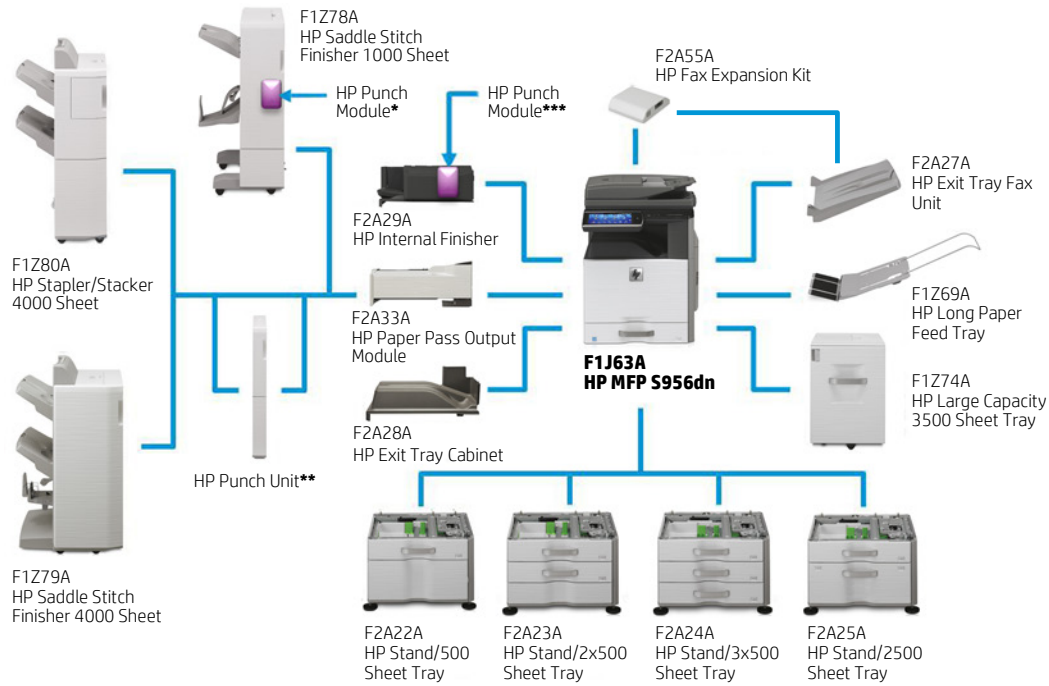 F1Z78A
HP Saddle Stitch
Finisher 1000 Sheet
HP Punch
Module*
HP Punch
Module***
F2A55A
HP Fax Expansion Kit
F2A27A
HP Exit Tray Fax
Unit
F2A29A
HP Internal Finisher
F1Z80A
HP Stapler/Stacker
4000 Sheet
F2A33A
HP Paper Pass Output
Module
F1Z69A
HP Long Paper
Feed Tray
F1J63A
HP MFP S956dn
F1Z74A
HP Large Capacity
3500 Sheet Tray
F2A28A
HP Exit Tray Cabinet
HP Punch Unit**
F1Z79A
HP Saddle Stitch
Finisher 4000 Sheet
F2A22A
HP Stand/500
Sheet Tray
F2A23A
HP Stand/2x500
Sheet Tray
F2A24A
HP Stand/3x500
Sheet Tray
F2A25A
HP Stand/2500
Sheet Tray